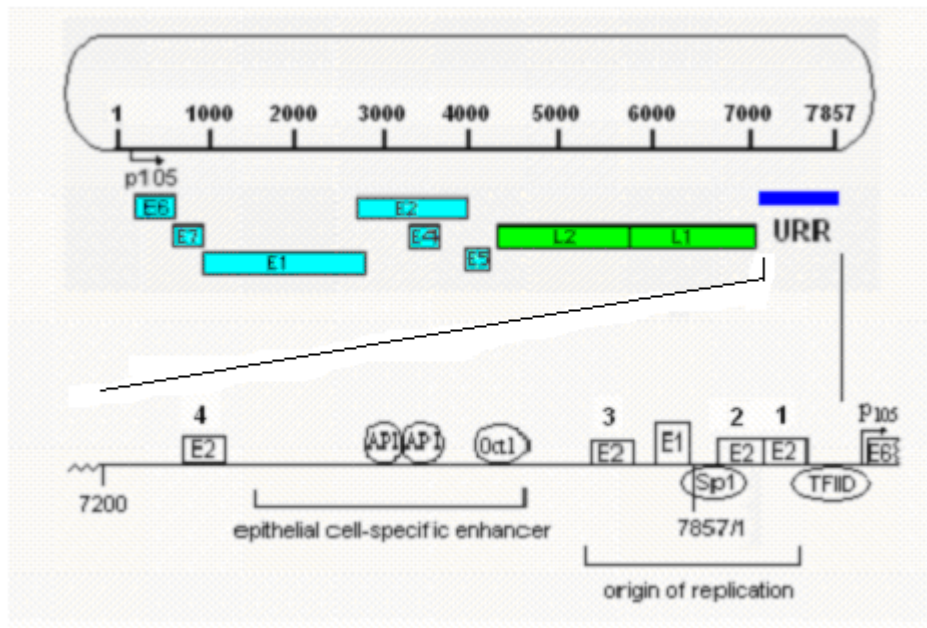 1 1000 2000 3000 4000 5000 6000 7000 7857
p105
E6 E2
E7 E4 L2 L1 URR
E1 E5
4 3 2 1 P105
E2 AP1 AP1 Oct1 E2 E1 E2 E2 E6
Sp1 TFIID
7200 7857/1
epithelial cell-specific enhancer
origin of replication